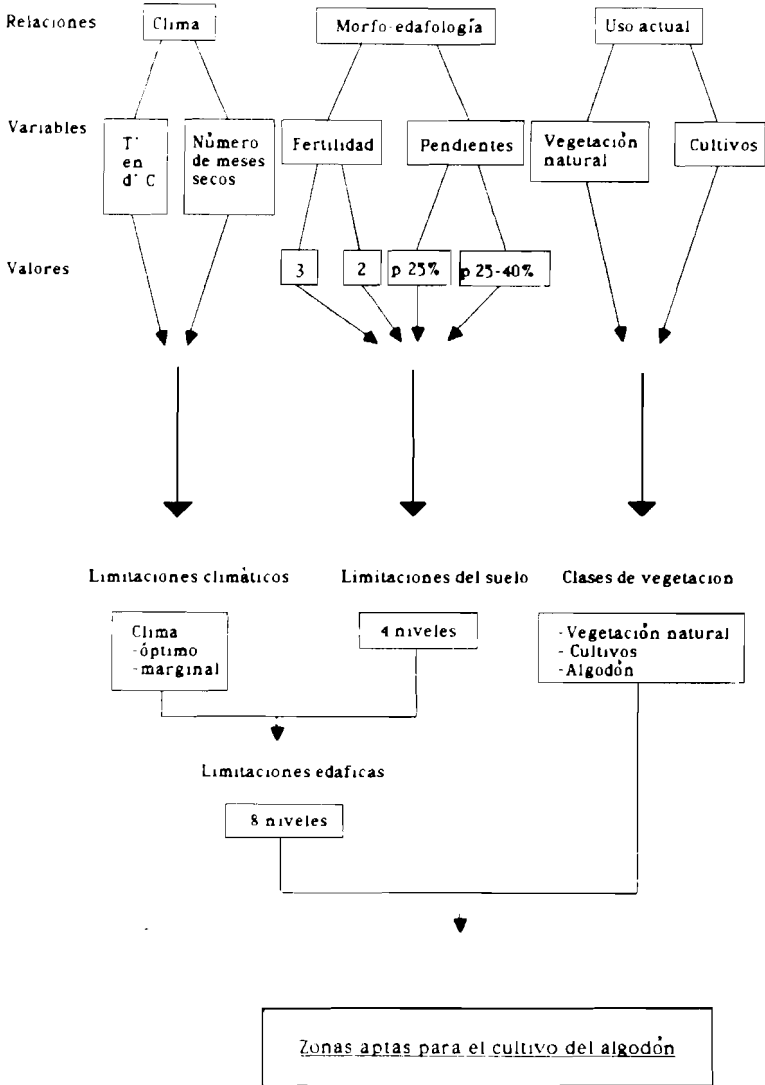 Relaciones Clima Morfo-edafología Uso actual
Variables
T°
en
d° C
Número
de meses
secos
Fertilidad
Pendientes
Vegetación
natural
Cultivos
Valores
3
2
p 25%
p 25-40%
Limitaciones climáticos
Limitaciones del suelo
Clases de vegetacion
Clima
-óptimo
-marginal
4 niveles
-Vegetación natural
- Cultivos
-Algodón
Limitaciones edaficas
8 niveles
Zonas aptas para el cultivo del algodón